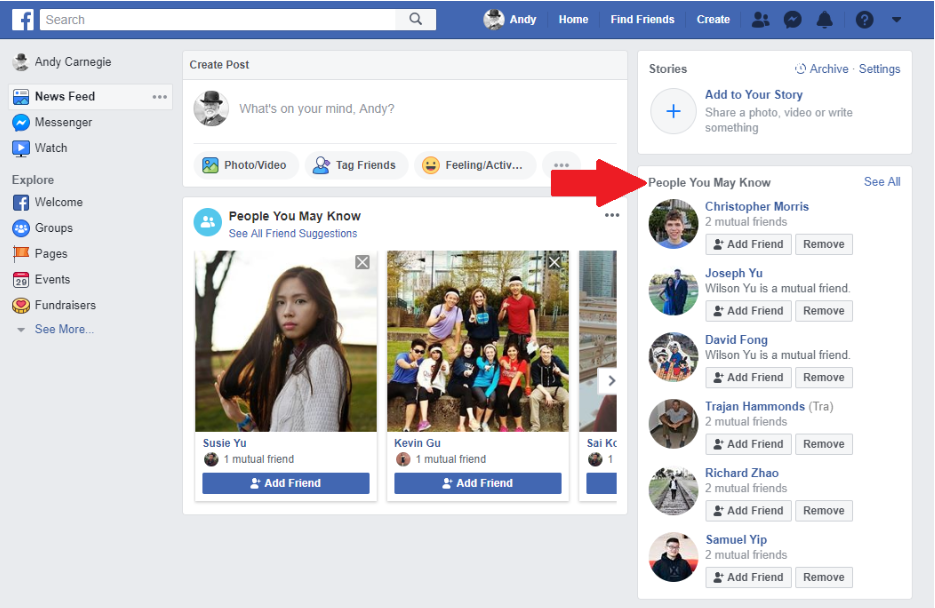 f
Search
Andy Home Find Friends Create
Andy Carnegie
News Feed
Messenger
Watch
Explore
Welcome
Groups
Pages
29 Events
Fundraisers
See More...
Create Post
What's on your mind, Andy?
Photo/Video Tag Friends Feeling/Activ...
People You May Know
See All Friend Suggestions
Susie Yu
1 mutual friend
Add Friend
Kevin Gu
1 mutual friend
Add Friend
Sai Kc
1
Stories Archive · Settings
Add to Your Story
Share a photo, video or write
something
People You May Know See All
Christopher Morris
2 mutual friends
Add Friend Remove
Joseph Yu
Wilson Yu is a mutual friend.
Add Friend Remove
David Fong
Wilson Yu is a mutual friend.
Add Friend Remove
Trajan Hammonds (Tra)
2 mutual friends
Add Friend Remove
Richard Zhao
2 mutual friends
Add Friend Remove
Samuel Yip
2 mutual friends
Add Friend Remove